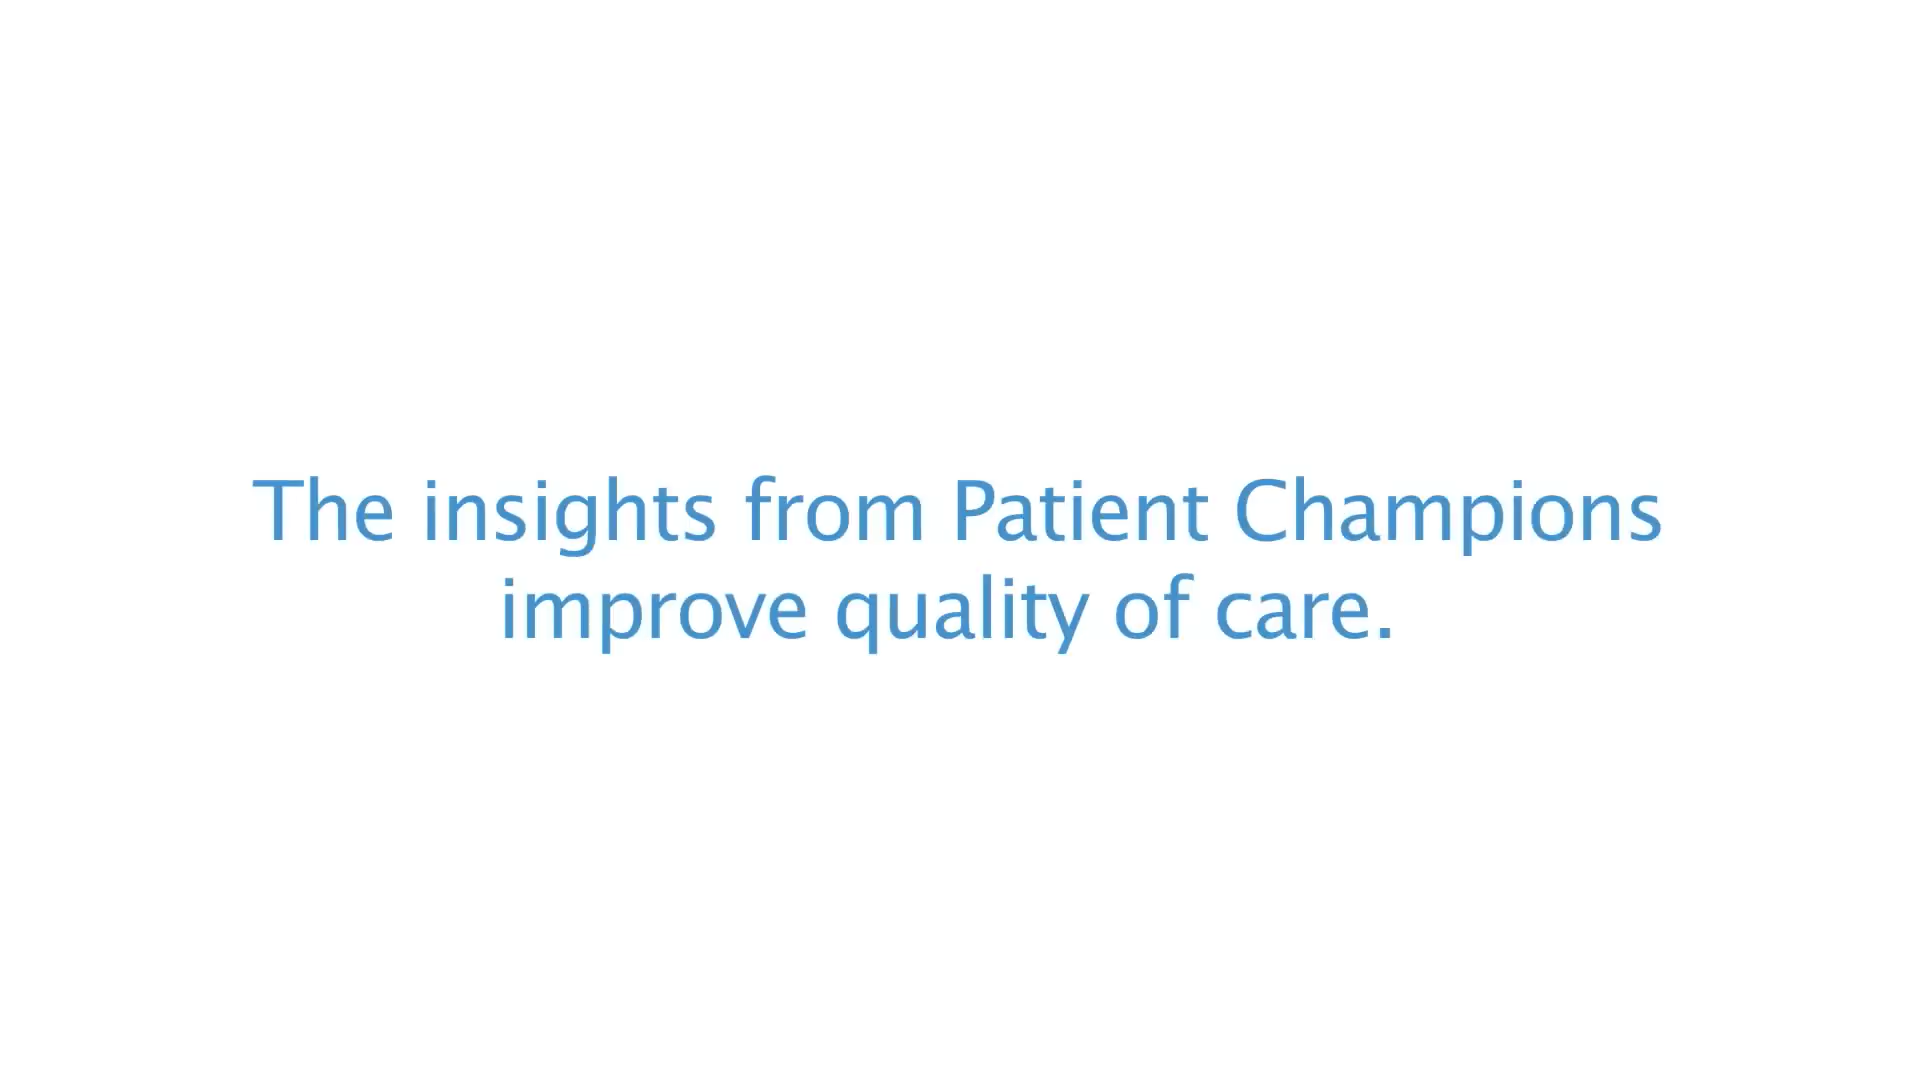 The insights from Patient Champions
improve quality of care.